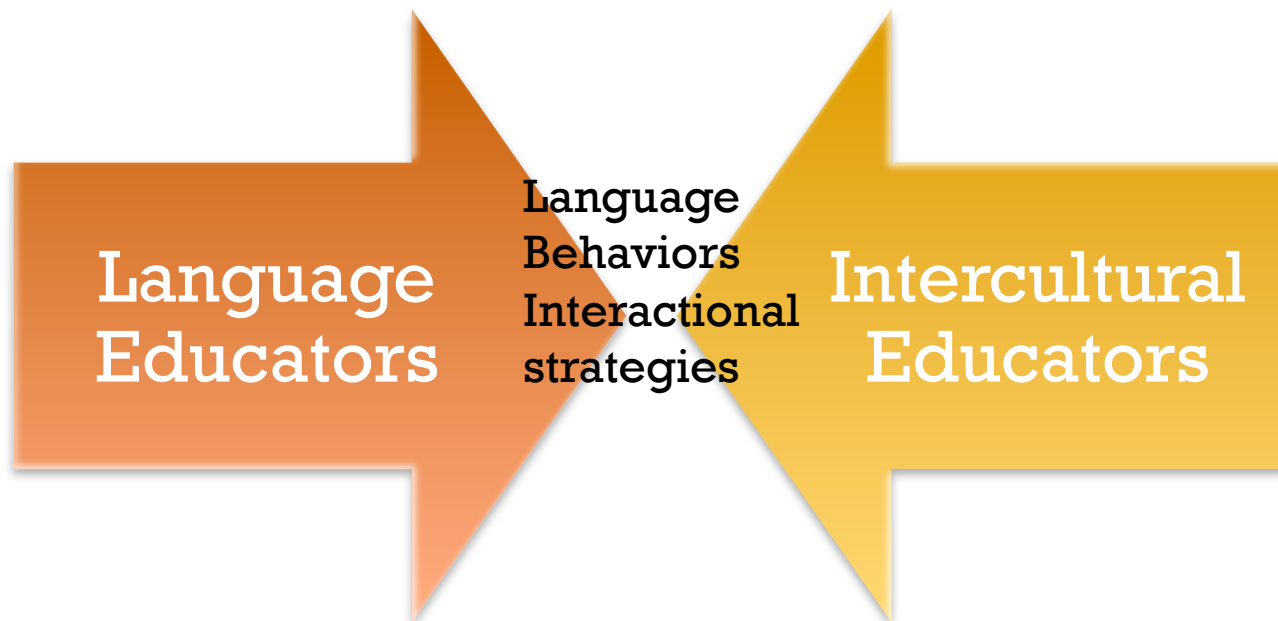 Language
Educators
Language
Behaviors
Interactional
strategies
Intercultural
Educators